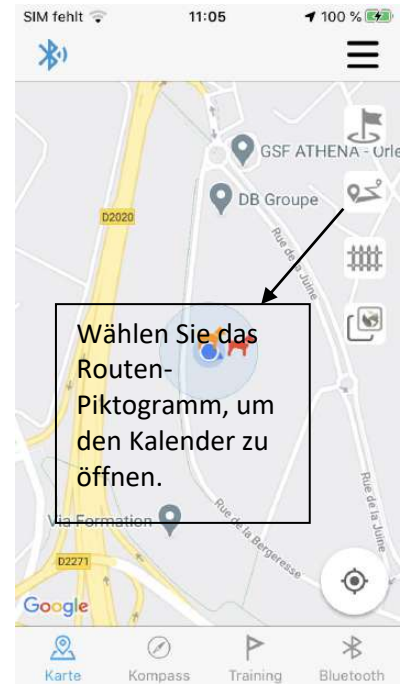 SIM fehlt 11:05 100 %
GSF ATHENA - Orle
DB Groupe
D2020
Rue de la Juine
Wählen Sie das
Routen-
Piktogramm, um
den Kalender zu
öffnen.
Via Formation
Rue de la Bergeresse
Rue de la Juine
D2271
Google
Karte Kompass Training Bluetooth